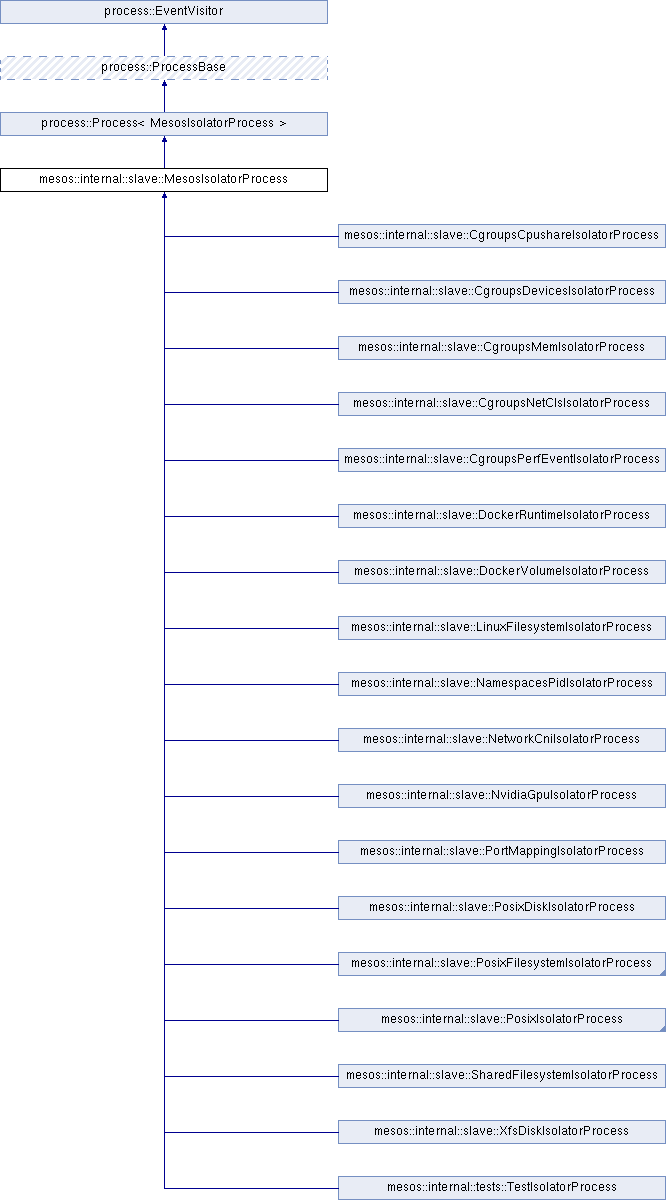 process::EventVisitor
process::ProcessBase
process::Process< MesosIsolatorProcess >
mesos::internal::slave::MesosIsolatorProcess
mesos::internal::slave::CgroupsCpushareIsolatorProcess
mesos::internal::slave::CgroupsDevicesIsolatorProcess
mesos::internal::slave::CgroupsMemIsolatorProcess
mesos::internal::slave::CgroupsNetClsIsolatorProcess
mesos::internal::slave::CgroupsPerfEventIsolatorProcess
mesos::internal::slave::DockerRuntimeIsolatorProcess
mesos::internal::slave::DockerVolumeIsolatorProcess
mesos::internal::slave::LinuxFilesystemIsolatorProcess
mesos::internal::slave::NamespacesPidIsolatorProcess
mesos::internal::slave::NetworkCniIsolatorProcess
mesos::internal::slave::NvidiaGpuIsolatorProcess
mesos::internal::slave::PortMappingIsolatorProcess
mesos::internal::slave::PosixDiskIsolatorProcess
mesos::internal::slave::PosixFilesystemIsolatorProcess
mesos::internal::slave::PosixIsolatorProcess
mesos::internal::slave::SharedFilesystemIsolatorProcess
mesos::internal::slave::XfsDiskIsolatorProcess
mesos::internal::tests::TestIsolatorProcess